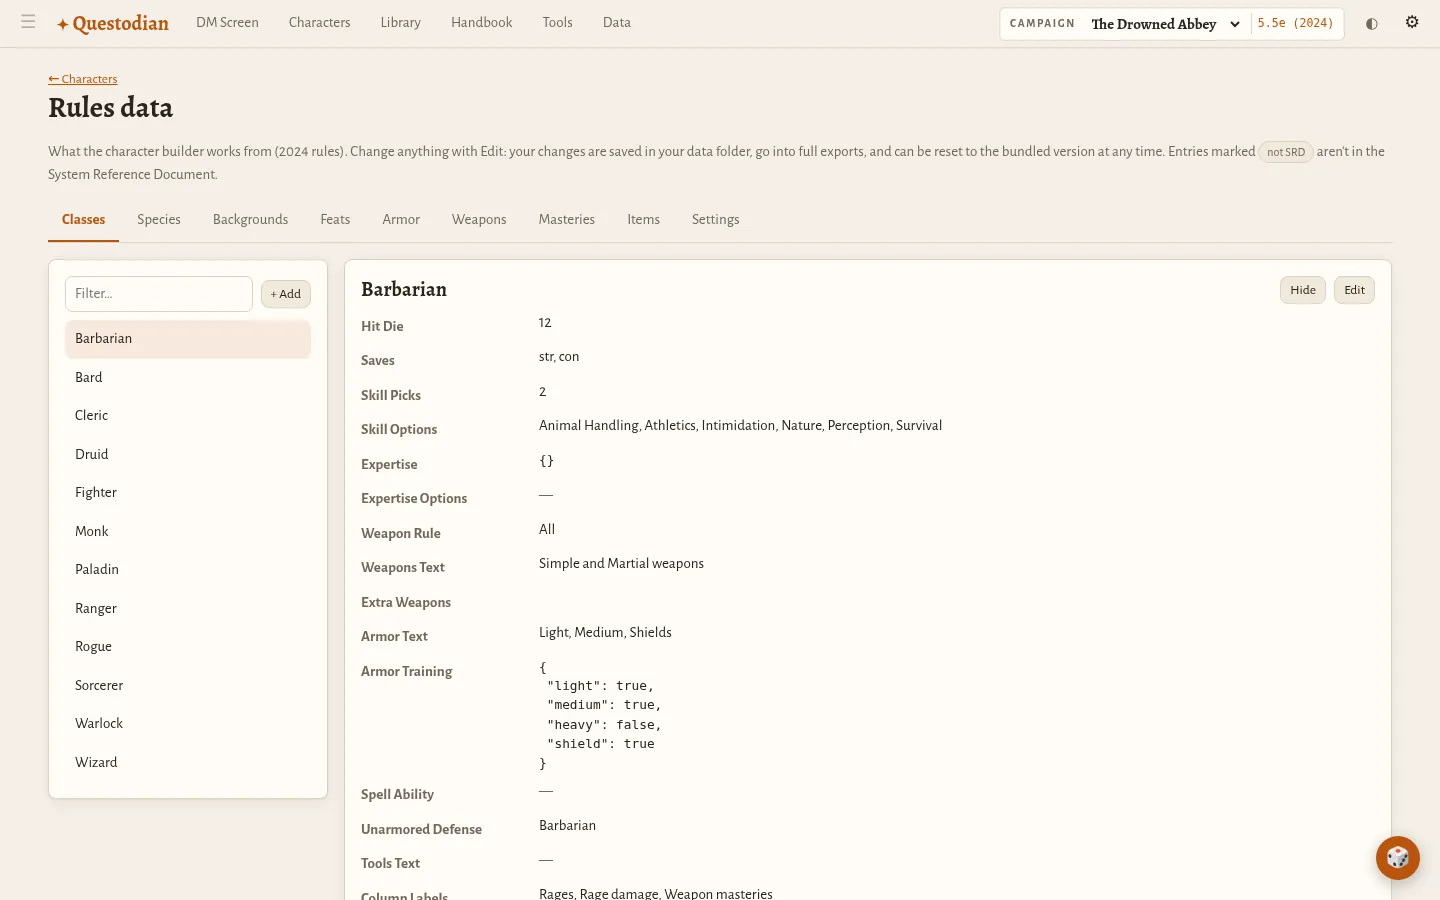 ☰ ✦ Questodian DM Screen Characters Library Handbook Tools Data CAMPAIGN The Drowned Abbey 5.5e (2024)
← Characters
Rules data
What the character builder works from (2024 rules). Change anything with Edit: your changes are saved in your data folder, go into full exports, and can be reset to the bundled version at any time. Entries marked not SRD aren't in the
System Reference Document.
Classes Species Backgrounds Feats Armor Weapons Masteries Items Settings
Filter...
+ Add
Barbarian
Bard
Cleric
Druid
Fighter
Monk
Paladin
Ranger
Rogue
Sorcerer
Warlock
Wizard
Barbarian
Hide Edit
Hit Die 12
Saves str, con
Skill Picks 2
Skill Options Animal Handling, Athletics, Intimidation, Nature, Perception, Survival
Expertise {}
Expertise Options —
Weapon Rule All
Weapons Text Simple and Martial weapons
Extra Weapons
Armor Text Light, Medium, Shields
Armor Training {
"light": true,
"medium": true,
"heavy": false,
"shield": true
}
Spell Ability —
Unarmored Defense Barbarian
Tools Text —
Column Labels Rages, Rage damage, Weapon masteries